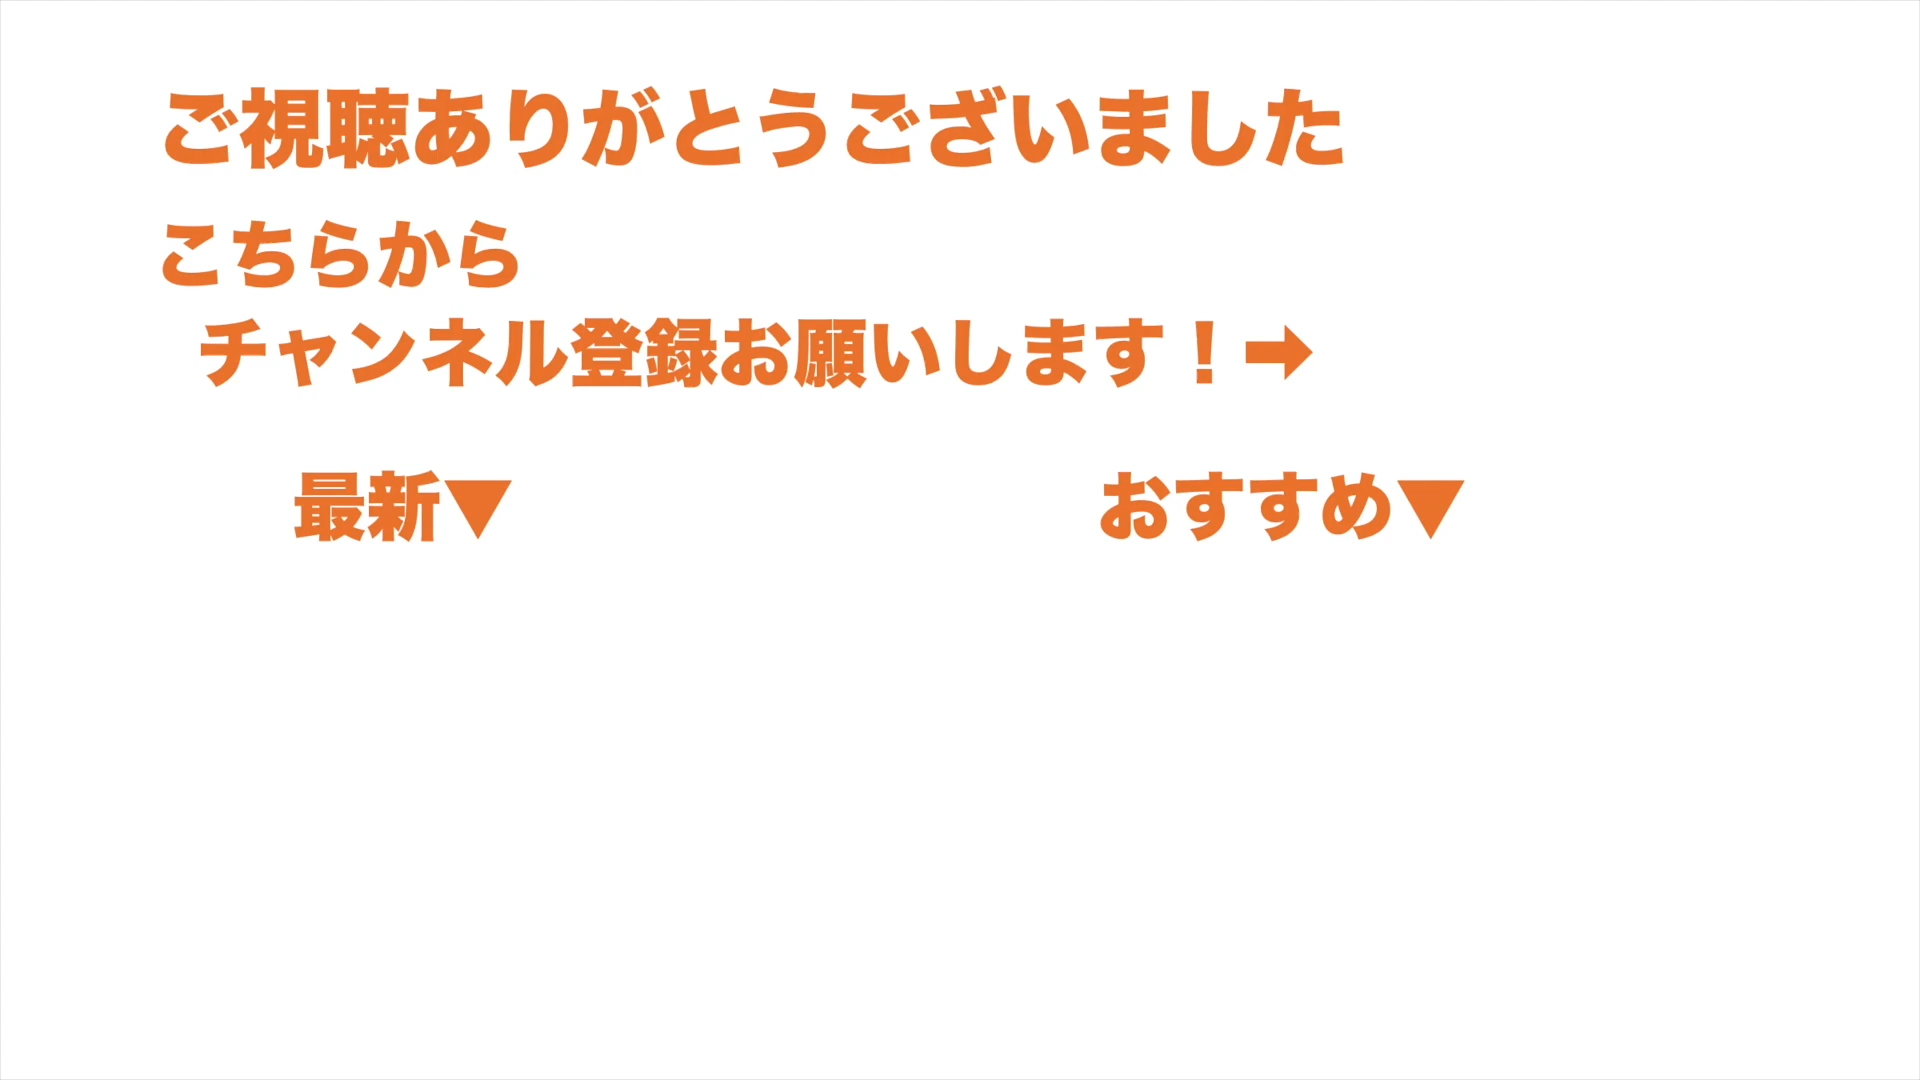 ご視聴ありがとうございました
こちらから
チャンネル登録お願いします！➡
最新▼
おすすめ▼